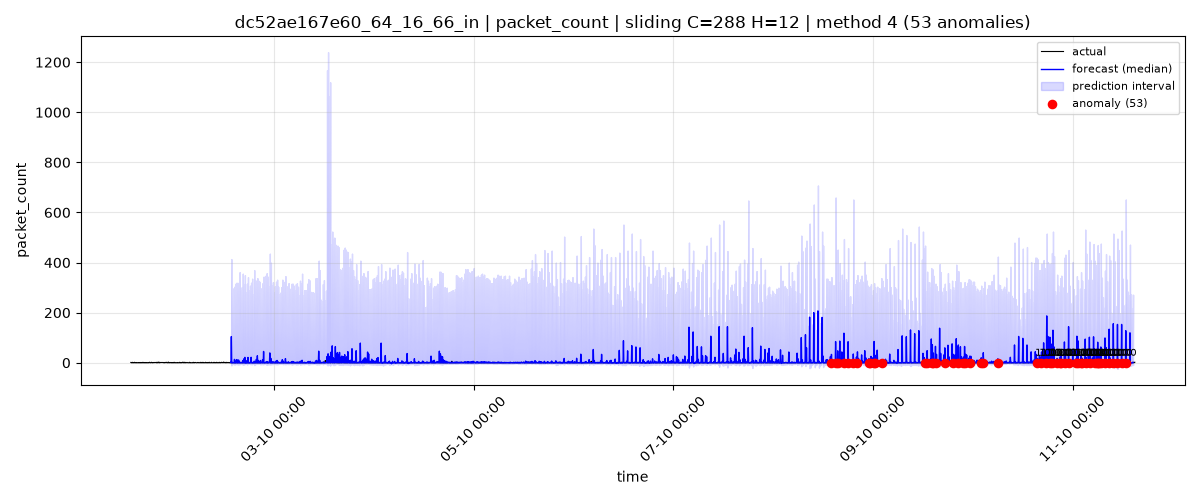 dc52ae167e60_64_16_66_in | packet_count | sliding C=288 H=12 | method 4 (53 anomalies)
actual
forecast (median)
prediction interval
anomaly (53)
packet_count
1200
1000
800
600
400
200
0
03-10 00:00
05-10 00:00
07-10 00:00
09-10 00:00
11-10 00:00
time